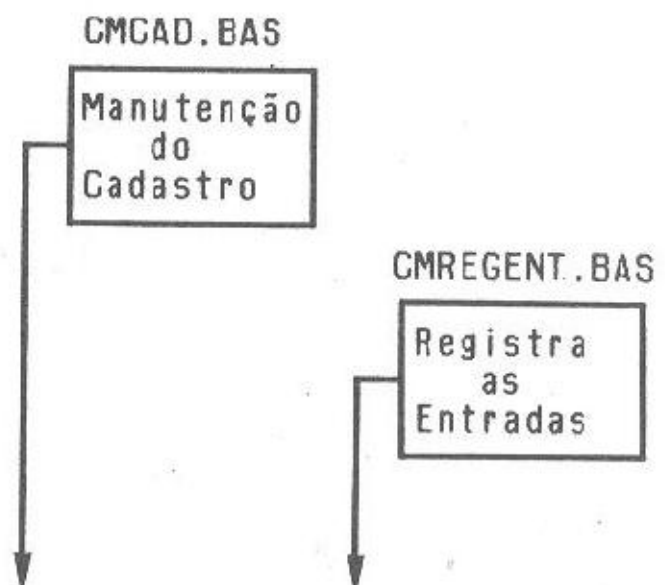 CMCAD.BAS
Manutenção
do
Cadastro
CMREGENT.BAS
Registra
as
Entradas